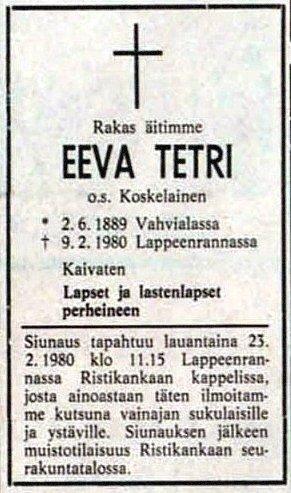 Rakas äitimme
EEVA TETRI
o.s. Koskelainen
* 2.6.1889 Vahvialassa
† 9.2.1980 Lappeenrannassa
Kaivaten
Lapset ja lastenlapset
perheineen
Siunaus tapahtuu lauantaina 23.
2.1980 klo 11.15 Lappeenran-
nassa Ristikankaan kappelissa,
josta ainoastaan täten ilmoitam-
me kutsuna vainajan sukulaisille
ja ystäville. Siunauksen jälkeen
muistotilaisuus Ristikankaan seu-
rakuntatalossa.